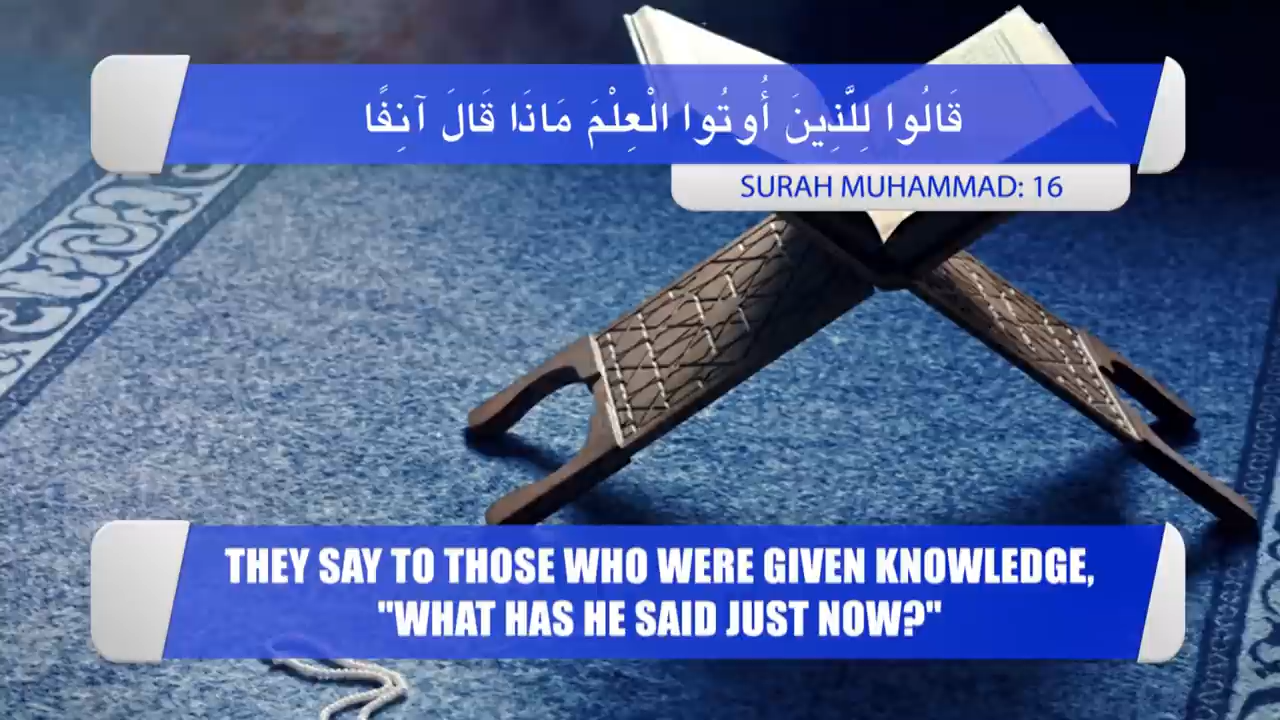 قَالُوا لِلَّذِينَ أُوتُوا الْعِلْمَ مَاذَا قَالَ آنِفًا
SURAH MUHAMMAD: 16
THEY SAY TO THOSE WHO WERE GIVEN KNOWLEDGE,
"WHAT HAS HE SAID JUST NOW?"